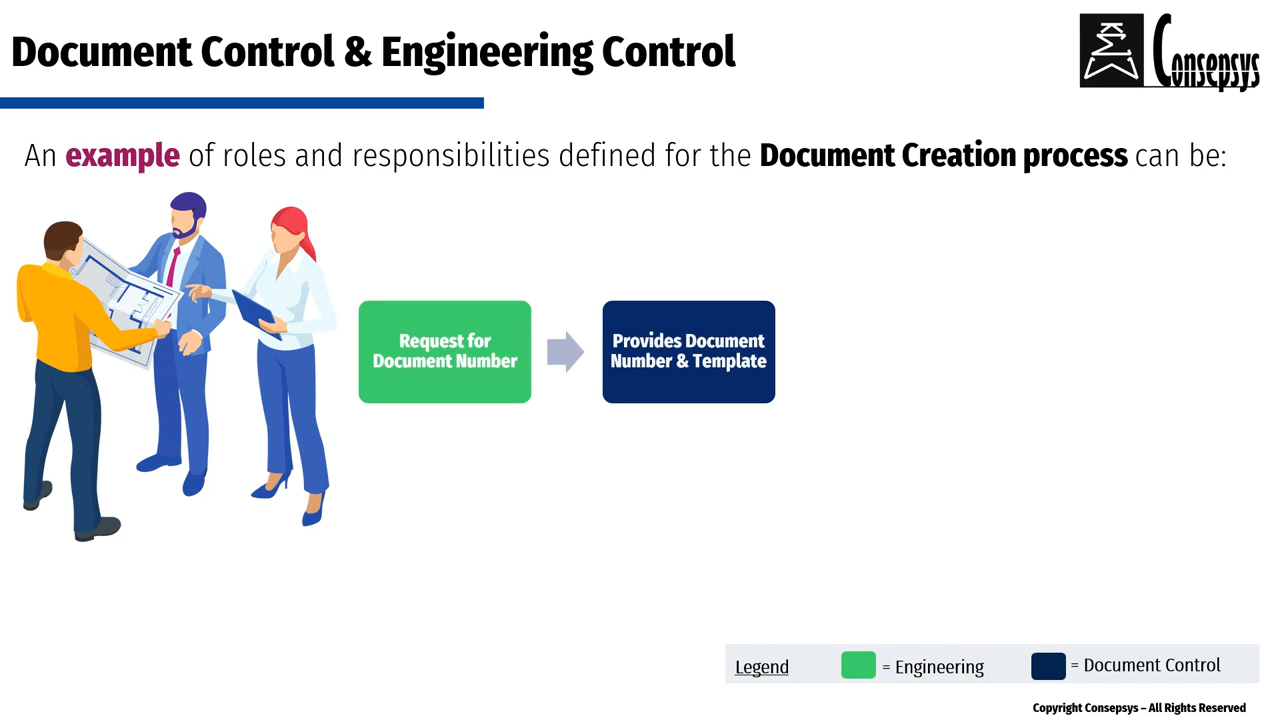 Document Control & Engineering Control
Consepsys
An example of roles and responsibilities defined for the Document Creation process can be:
Request for
Document Number
Provides Document
Number & Template
Legend
= Engineering
= Document Control
Copyright Consepsys – All Rights Reserved